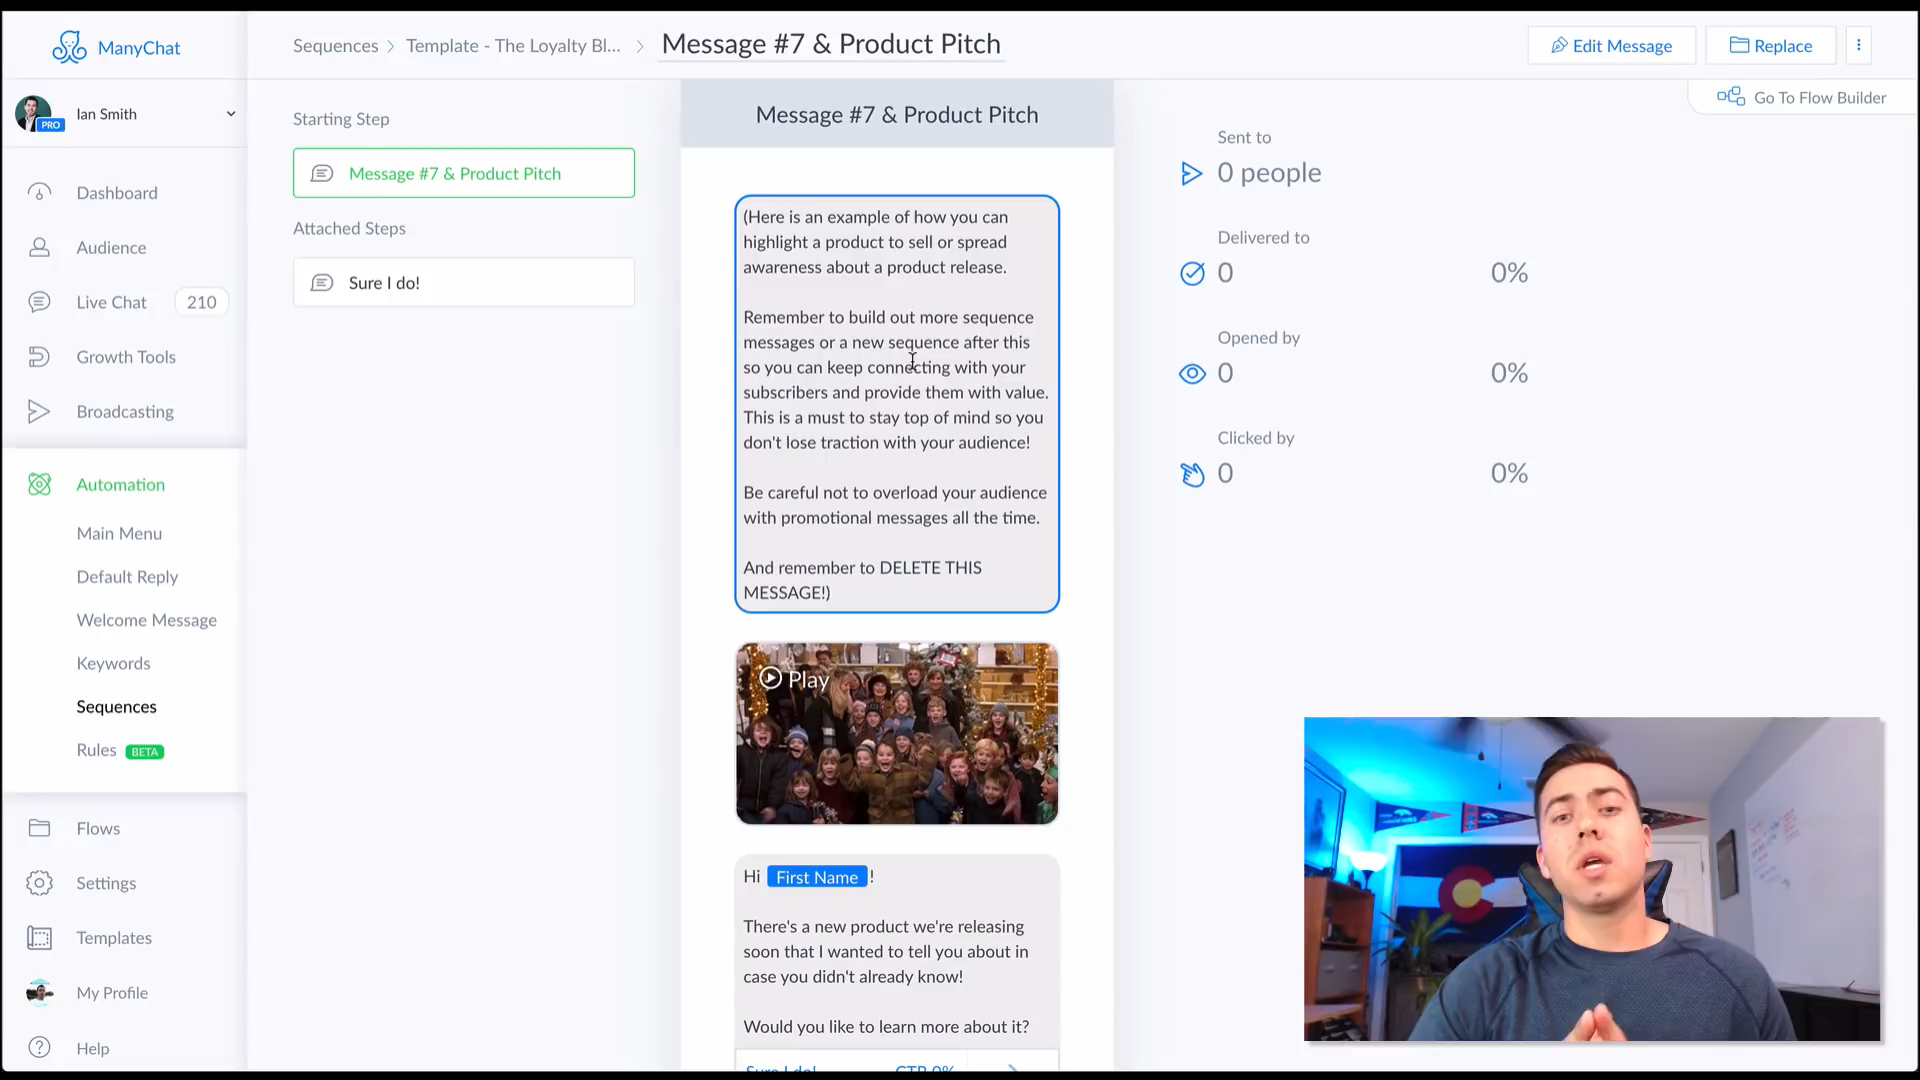 ManyChat
Sequences
Template - The Loyalty Bl...
Message #7 & Product Pitch
Edit Message
Replace
Go To Flow Builder
PRO
Ian Smith
Dashboard
Audience
Live Chat 210
Growth Tools
Broadcasting
Automation
Main Menu
Default Reply
Welcome Message
Keywords
Sequences
Rules BETA
Flows
Settings
Templates
My Profile
Help
Starting Step
Message #7 & Product Pitch
Attached Steps
Sure I do!
Message #7 & Product Pitch
(Here is an example of how you can
highlight a product to sell or spread
awareness about a product release.
Remember to build out more sequence
messages or a new sequence after this
so you can keep connecting with your
subscribers and provide them with value.
This is a must to stay top of mind so you
don't lose traction with your audience!
Be careful not to overload your audience
with promotional messages all the time.
And remember to DELETE THIS
MESSAGE!)
Play
Hi First Name !
There's a new product we're releasing
soon that I wanted to tell you about in
case you didn't already know!
Would you like to learn more about it?
Sure I do! CTR 0%
Sent to
0 people
Delivered to
0 0%
Opened by
0 0%
Clicked by
0 0%